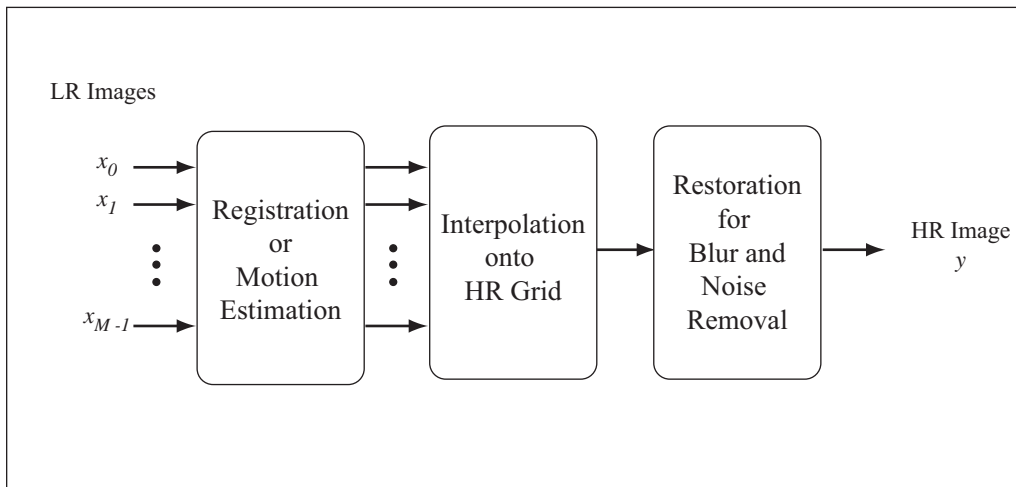 LR Images
x0
x1
xM-1
Registration
or
Motion
Estimation
Interpolation
onto
HR Grid
Restoration
for
Blur and
Noise
Removal
HR Image
y